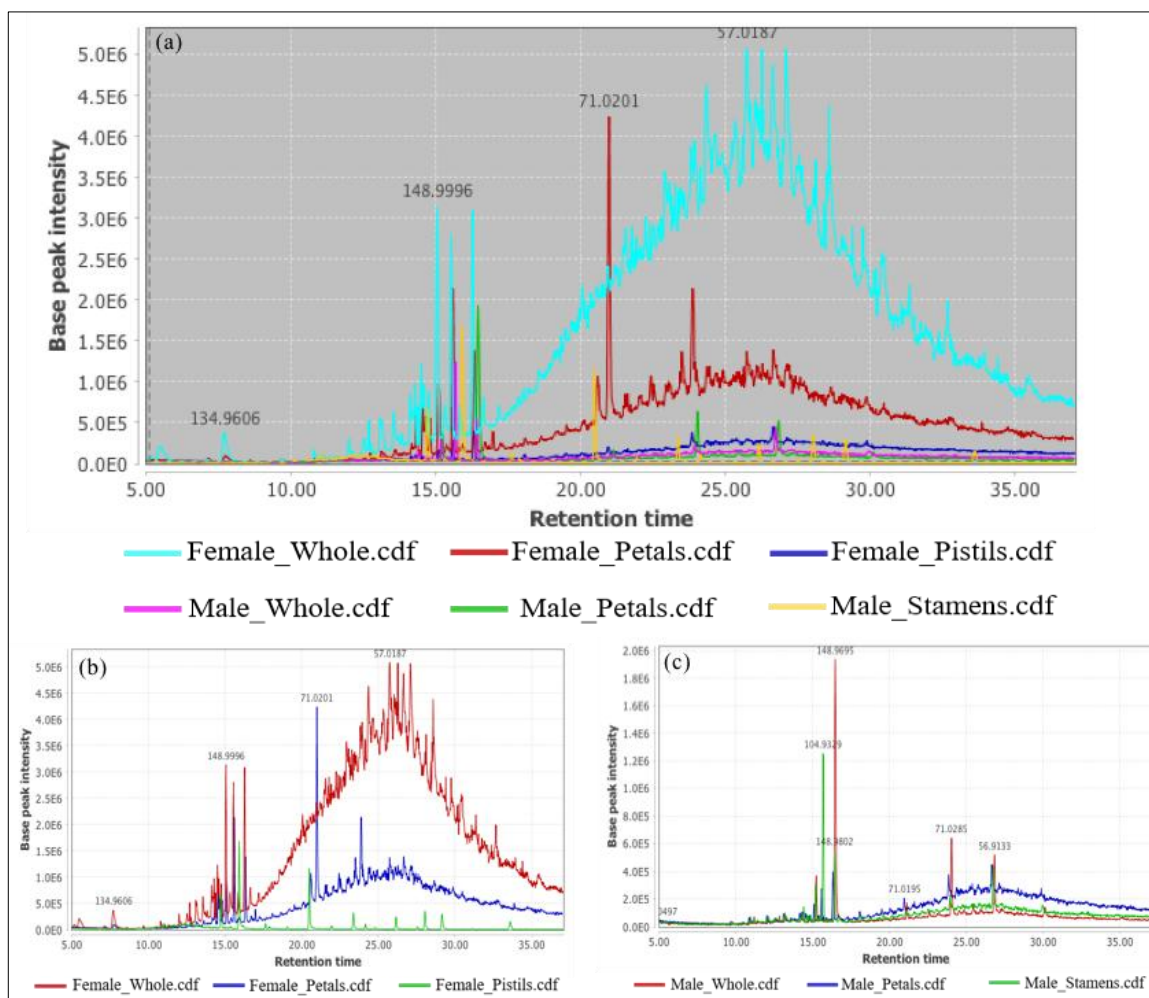 (a)
57.0187
71.0201
148.9996
134.9606
Base peak intensity
5.0E6
4.5E6
4.0E6
3.5E6
3.0E6
2.5E6
2.0E6
1.5E6
1.0E6
5.0E5
0.0E0
5.00 10.00 15.00 20.00 25.00 30.00 35.00
Retention time
Female_Whole.cdf Female_Petals.cdf Female_Pistils.cdf
Male_Whole.cdf Male_Petals.cdf Male_Stamens.cdf
(b)
57.0187
71.0201
148.9996
134.9606
Base peak intensity
5.0E6
4.5E6
4.0E6
3.5E6
3.0E6
2.5E6
2.0E6
1.5E6
1.0E6
5.0E5
0.0E0
5.00 10.00 15.00 20.00 25.00 30.00 35.00
Retention time
Female_Whole.cdf Female_Petals.cdf Female_Pistils.cdf
(c)
148.9695
104.9329
71.0285
56.9133
71.0195
0497
Base peak intensity
2.0E6
1.8E6
1.6E6
1.4E6
1.2E6
1.0E6
8.0E5
6.0E5
4.0E5
2.0E5
0.0E0
5.00 10.00 15.00 20.00 25.00 30.00 35.00
Retention time
Male_Whole.cdf Male_Petals.cdf Male_Stamens.cdf